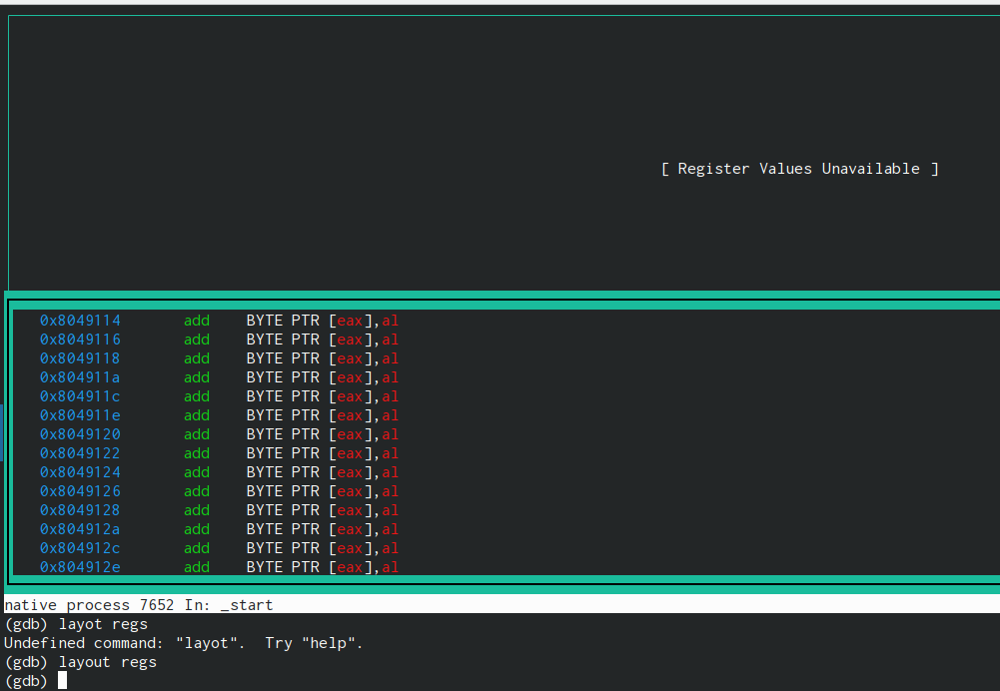 [ Register Values Unavailable ]
0x8049114 add BYTE PTR [eax],al
0x8049116 add BYTE PTR [eax],al
0x8049118 add BYTE PTR [eax],al
0x804911a add BYTE PTR [eax],al
0x804911c add BYTE PTR [eax],al
0x804911e add BYTE PTR [eax],al
0x8049120 add BYTE PTR [eax],al
0x8049122 add BYTE PTR [eax],al
0x8049124 add BYTE PTR [eax],al
0x8049126 add BYTE PTR [eax],al
0x8049128 add BYTE PTR [eax],al
0x804912a add BYTE PTR [eax],al
0x804912c add BYTE PTR [eax],al
0x804912e add BYTE PTR [eax],al
native process 7652 In: _start
(gdb) layot regs
Undefined command: "layot".  Try "help".
(gdb) layout regs
(gdb)